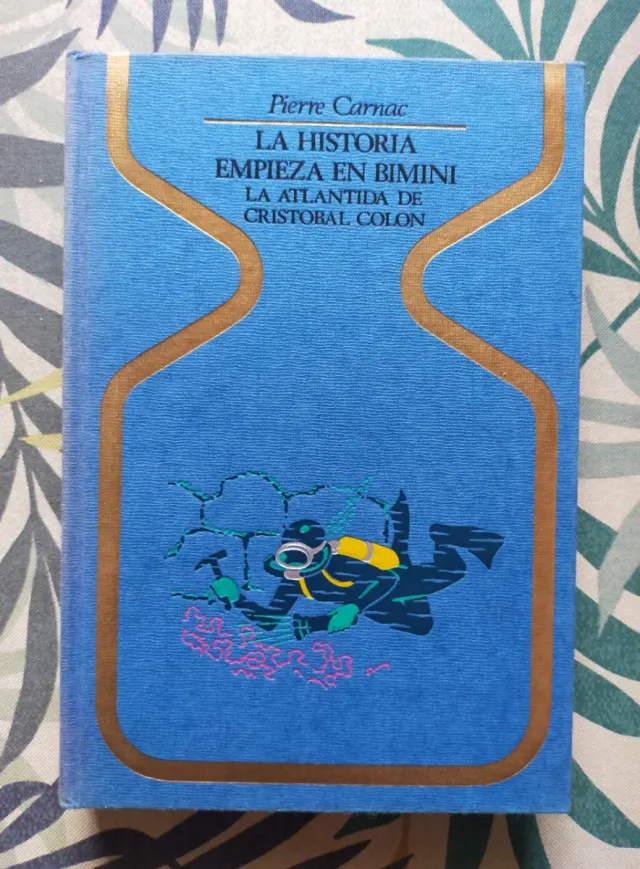 Pierre Carnac
LA HISTORIA
EMPIEZA EN BIMINI
LA ATLANTIDA DE
CRISTOBAL COLON